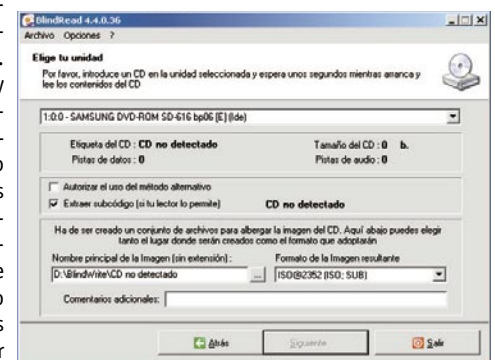 BlindRead 4.4.0.36
Archivo Opciones ?
Elige tu unidad
Por favor, introduce un CD en la unidad seleccionada y espera unos segundos mientras arranca y
lee los contenidos del CD
1:0:0 - SAMSUNG DVD-ROM SD-616 bp06 [E] (Ide)
Etiqueta del CD : CD no detectado Tamaño del CD : 0 b.
Pistas de datos : 0 Pistas de audio : 0
Autorizar el uso del método alternativo
Extraer subcódigo (si tu lector lo permite) CD no detectado
Ha de ser creado un conjunto de archivos para albergar la imagen del CD. Aquí abajo puedes elegir
tanto el lugar donde serán creados como el formato que adoptarán
Nombre principal de la Imagen (sin extensión) : Formato de la Imagen resultante
D:\BlindWrite\CD no detectado ... ISO@2352 (ISO; SUB)
Comentarios adicionales:
Atrás Siguiente Salir